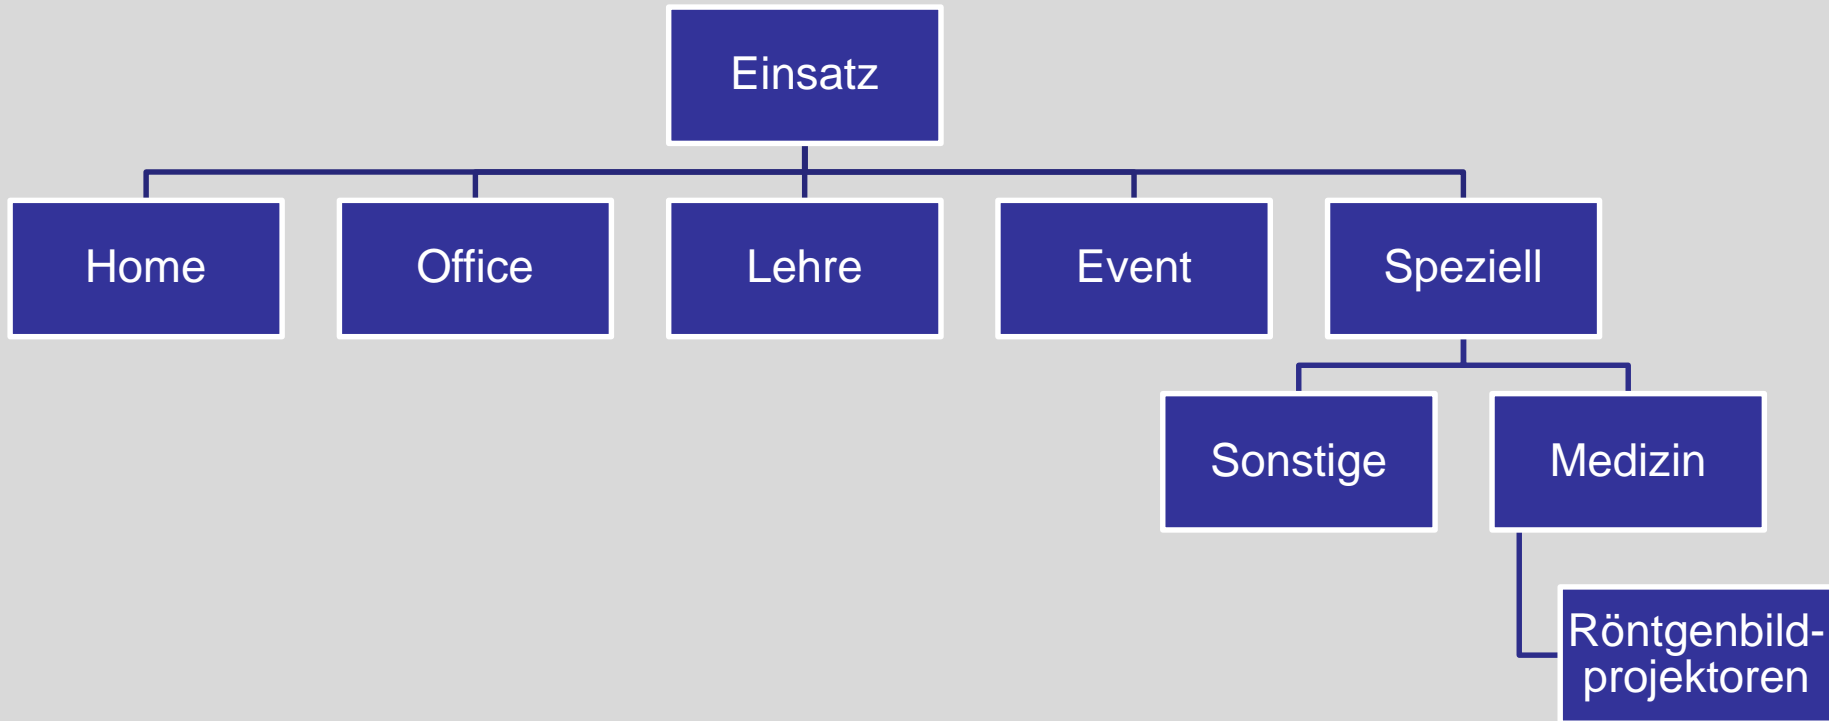 Einsatz
Home
Office
Lehre
Event
Speziell
Sonstige
Medizin
Röntgenbild-
projektoren